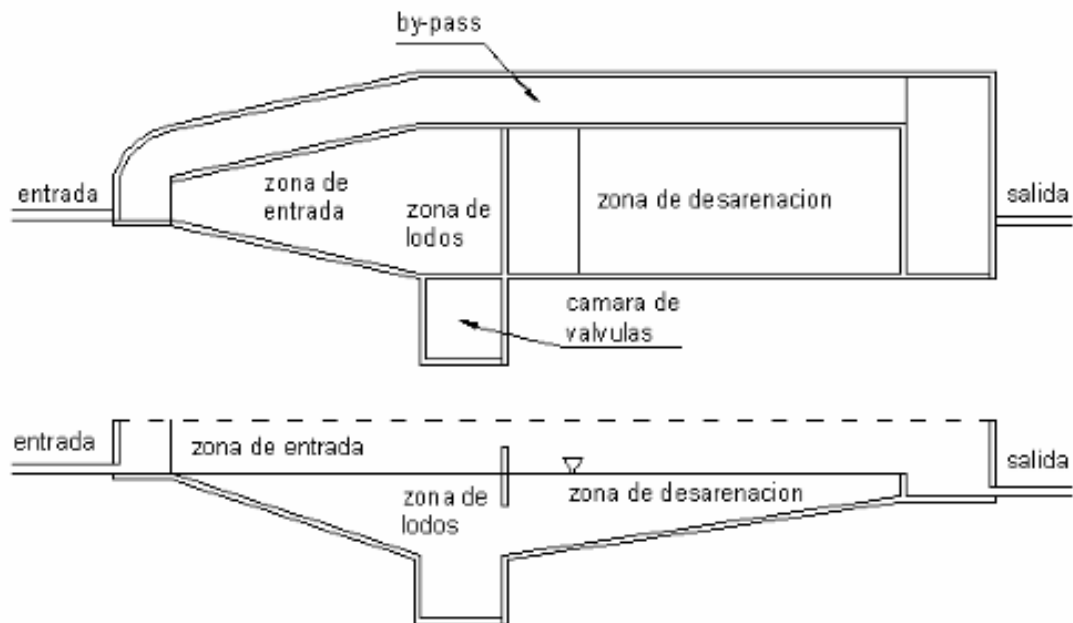 by-pass
entrada
zona de
entrada
zona de
lodos
zona de desarenacion
salida
camara de
valvulas
entrada
zona de entrada
zona de
lodos
zona de desarenacion
salida